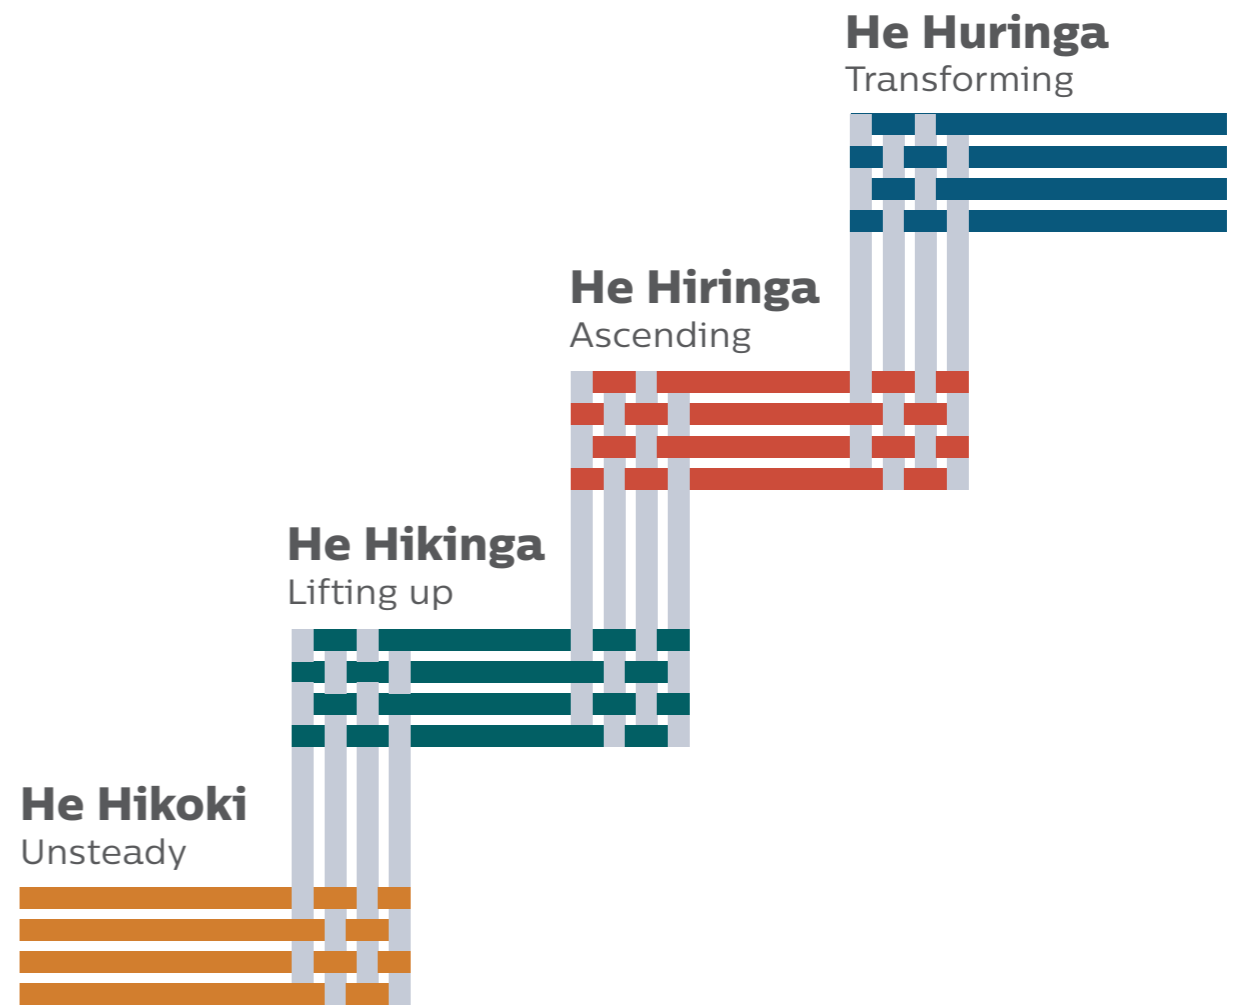 He Huringa
Transforming
He Hiringa
Ascending
He Hikinga
Lifting up
He Hikoki
Unsteady